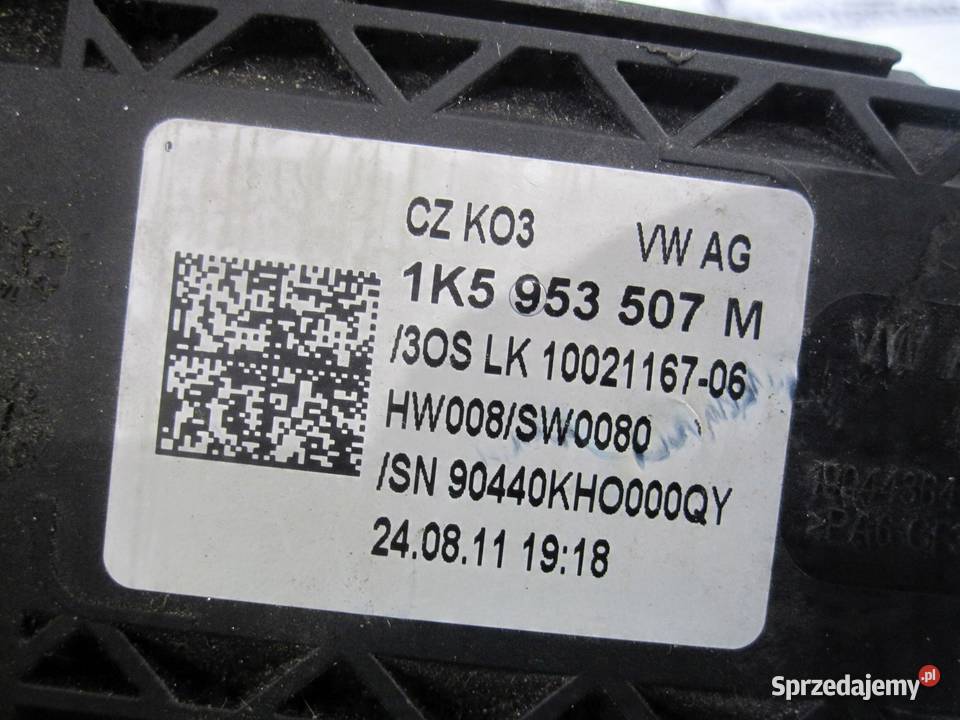 CZ KO3 VW AG
1K5 953 507 M
/3OS LK 10021167-06
HW008/SW0080
/SN 90440KHO000QY
24.08.11 19:18
Sprzedajemy.pl